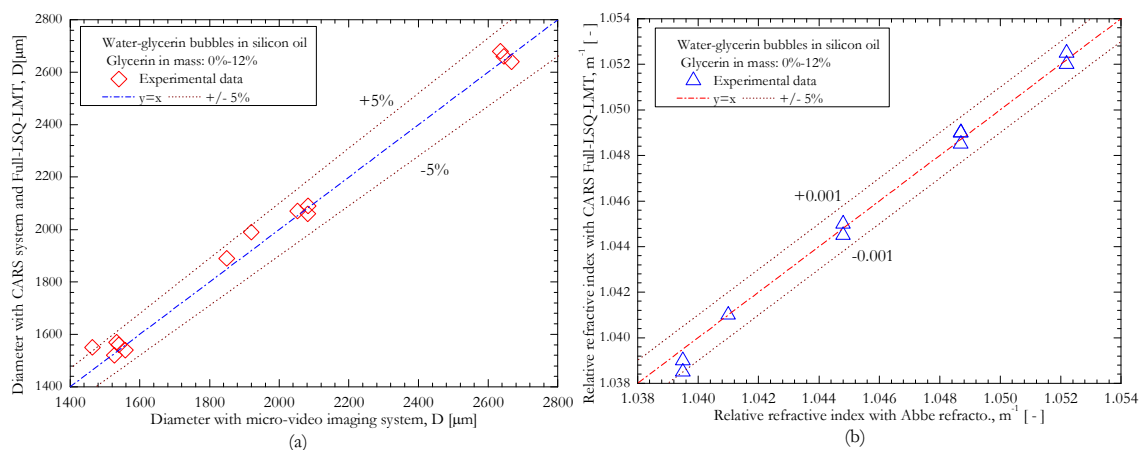 Diameter with CARS system and Full-LSQ-LMT, D[µm]
2800
2600
2400
2200
2000
1800
1600
1400
Water-glycerin bubbles in silicon oil
Glycerin in mass: 0%-12%
Experimental data
y=x +/- 5%
+5%
-5%
1400 1600 1800 2000 2200 2400 2600 2800
Diameter with micro-video imaging system, D [µm]
(a)
Relative refractive index with CARS Full-LSQ-LMT, m⁻¹ [ - ]
1.054
1.052
1.050
1.048
1.046
1.044
1.042
1.040
1.038
Water-glycerin bubbles in silicon oil
Glycerin in mass: 0%-12%
Experimental data
y=x +/- 5%
+0.001
-0.001
1.038 1.040 1.042 1.044 1.046 1.048 1.050 1.052 1.054
Relative refractive index with Abbe refracto., m⁻¹ [ - ]
(b)